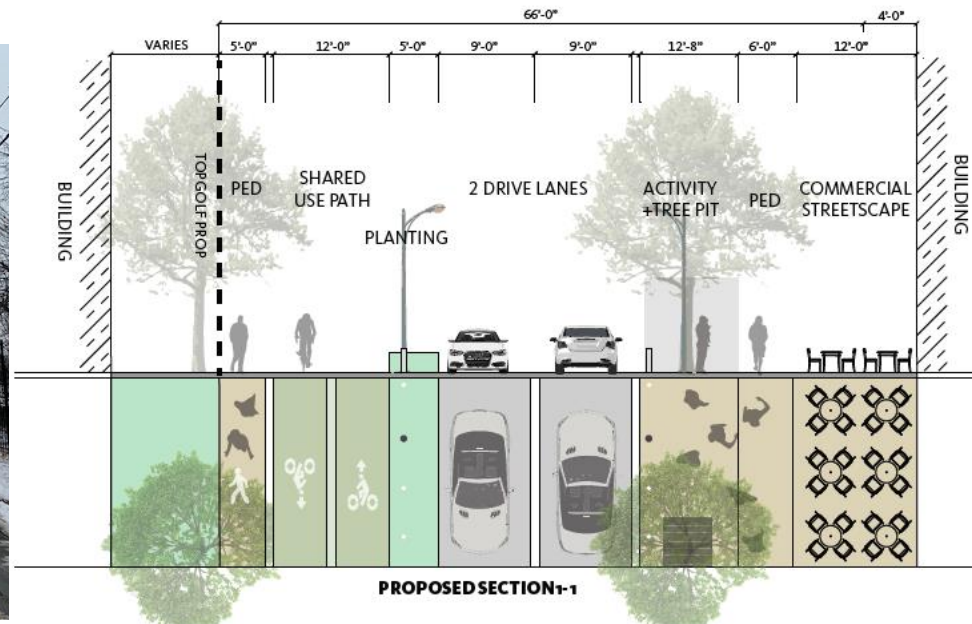 66'-0"
4'-0"
VARIES
5'-0"
12'-0"
5'-0"
9'-0"
9'-0"
12'-8"
6'-0"
12'-0"
BUILDING
TOP GOLF PROP
PED
SHARED
USE PATH
PLANTING
2 DRIVE LANES
ACTIVITY
+TREE PIT
PED
COMMERCIAL
STREETSCAPE
BUILDING
PROPOSED SECTION 1-1